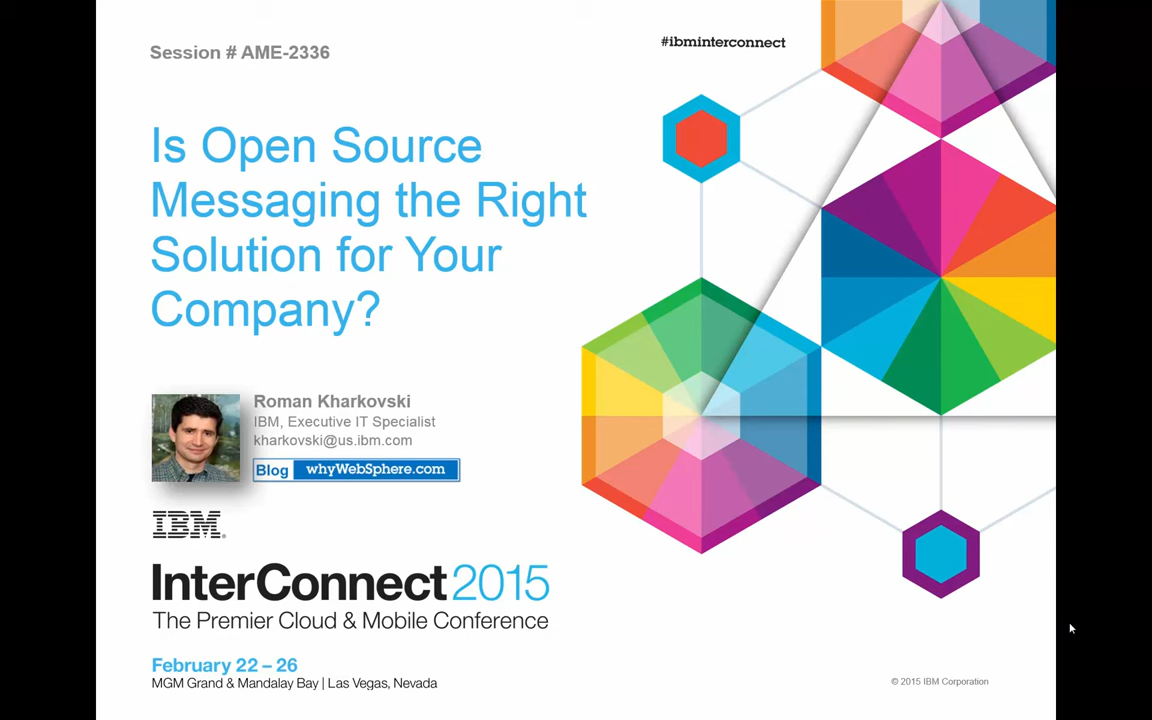 Session # AME-2336
#ibminterconnect
Is Open Source
Messaging the Right
Solution for Your
Company?
Roman Kharkovski
IBM, Executive IT Specialist
kharkovski@us.ibm.com
Blog whyWebSphere.com
IBM®
InterConnect 2015
The Premier Cloud & Mobile Conference
February 22 – 26
MGM Grand & Mandalay Bay | Las Vegas, Nevada
© 2015 IBM Corporation